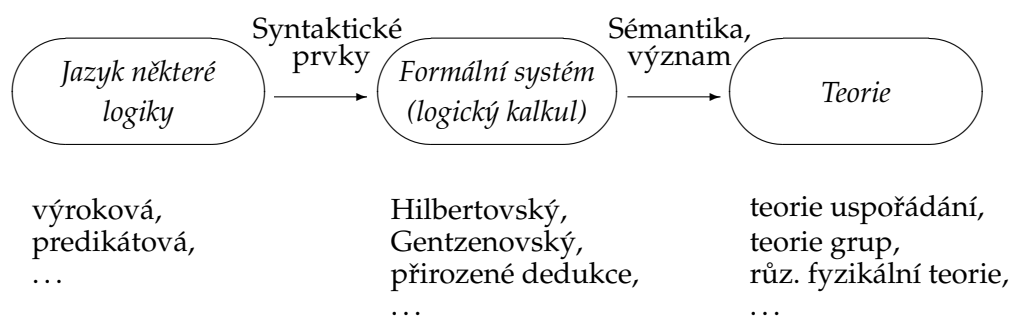 Jazyk některé
logiky
Syntaktické
prvky
Formální systém
(logický kalkul)
Sémantika,
význam
Teorie
výroková,
predikátová,
...
Hilbertovský,
Gentzenovský,
přirozené dedukce,
...
teorie uspořádání,
teorie grup,
růz. fyzikální teorie,
...